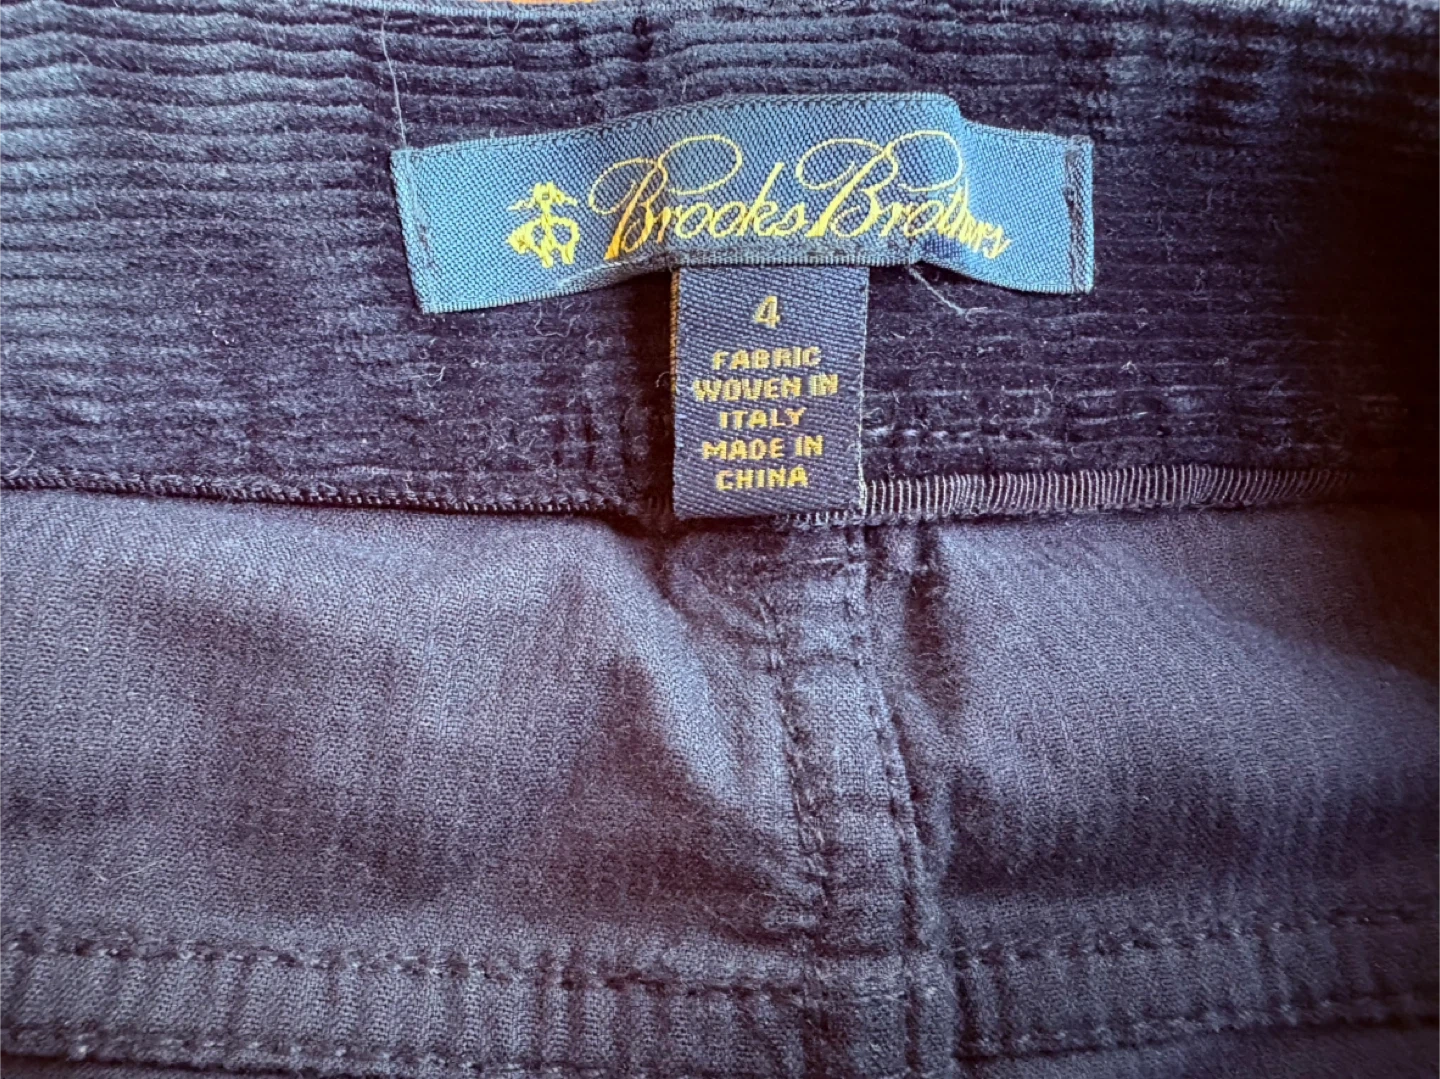 Brooks Brothers
4
FABRIC
WOVEN IN
ITALY
MADE IN
CHINA